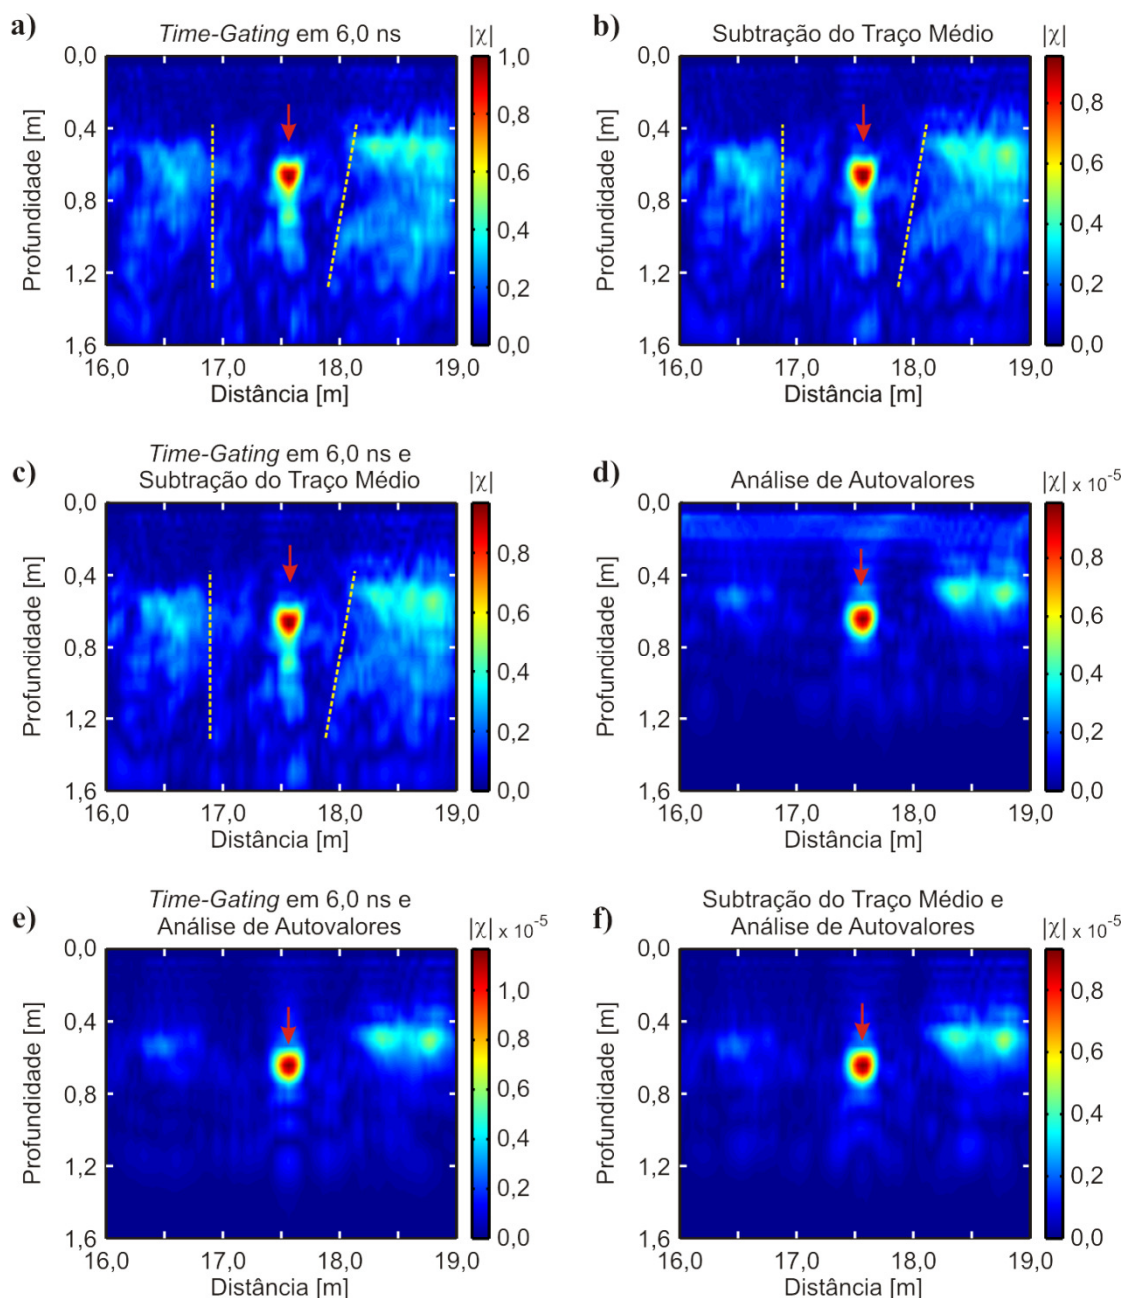 a)
Time-Gating em 6,0 ns
|χ|
Profundidade [m]
0,0
0,4
0,8
1,2
1,6
16,0 17,0 18,0 19,0
Distância [m]
1,0
0,8
0,6
0,4
0,2
0,0
b)
Subtração do Traço Médio
|χ|
Profundidade [m]
0,0
0,4
0,8
1,2
1,6
16,0 17,0 18,0 19,0
Distância [m]
0,8
0,6
0,4
0,2
0,0
c)
Time-Gating em 6,0 ns e
Subtração do Traço Médio
|χ|
Profundidade [m]
0,0
0,4
0,8
1,2
1,6
16,0 17,0 18,0 19,0
Distância [m]
0,8
0,6
0,4
0,2
0,0
d)
Análise de Autovalores
|χ| x 10-5
Profundidade [m]
0,0
0,4
0,8
1,2
1,6
16,0 17,0 18,0 19,0
Distância [m]
0,8
0,6
0,4
0,2
0,0
e)
Time-Gating em 6,0 ns e
Análise de Autovalores
|χ| x 10-5
Profundidade [m]
0,0
0,4
0,8
1,2
1,6
16,0 17,0 18,0 19,0
Distância [m]
1,0
0,8
0,6
0,4
0,2
0,0
f)
Subtração do Traço Médio e
Análise de Autovalores
|χ| x 10-5
Profundidade [m]
0,0
0,4
0,8
1,2
1,6
16,0 17,0 18,0 19,0
Distância [m]
0,8
0,6
0,4
0,2
0,0